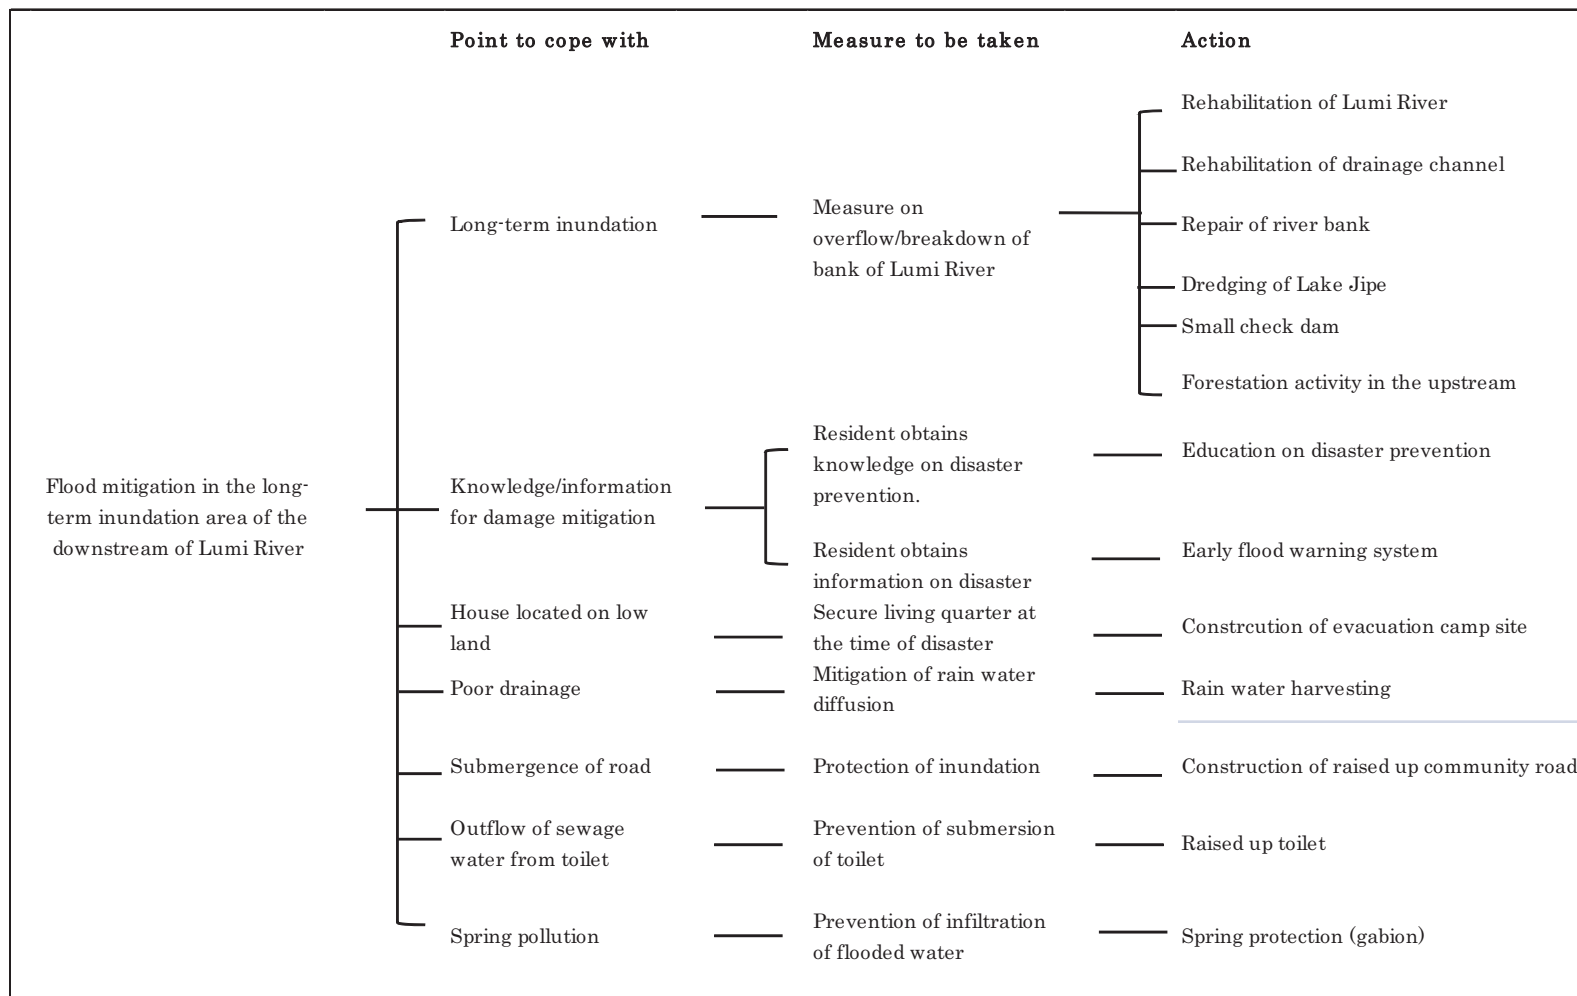 Point to cope with
Measure to be taken
Action
Flood mitigation in the long-
term inundation area of the
downstream of Lumi River
Long-term inundation
Measure on
overflow/breakdown of
bank of Lumi River
Rehabilitation of Lumi River
Rehabilitation of drainage channel
Repair of river bank
Dredging of Lake Jipe
Small check dam
Forestation activity in the upstream
Knowledge/information
for damage mitigation
Resident obtains
knowledge on disaster
prevention.
Education on disaster prevention
Resident obtains
information on disaster
Early flood warning system
House located on low
land
Secure living quarter at
the time of disaster
Constrcution of evacuation camp site
Poor drainage
Mitigation of rain water
diffusion
Rain water harvesting
Submergence of road
Protection of inundation
Construction of raised up community road
Outflow of sewage
water from toilet
Prevention of submersion
of toilet
Raised up toilet
Spring pollution
Prevention of infiltration
of flooded water
Spring protection (gabion)